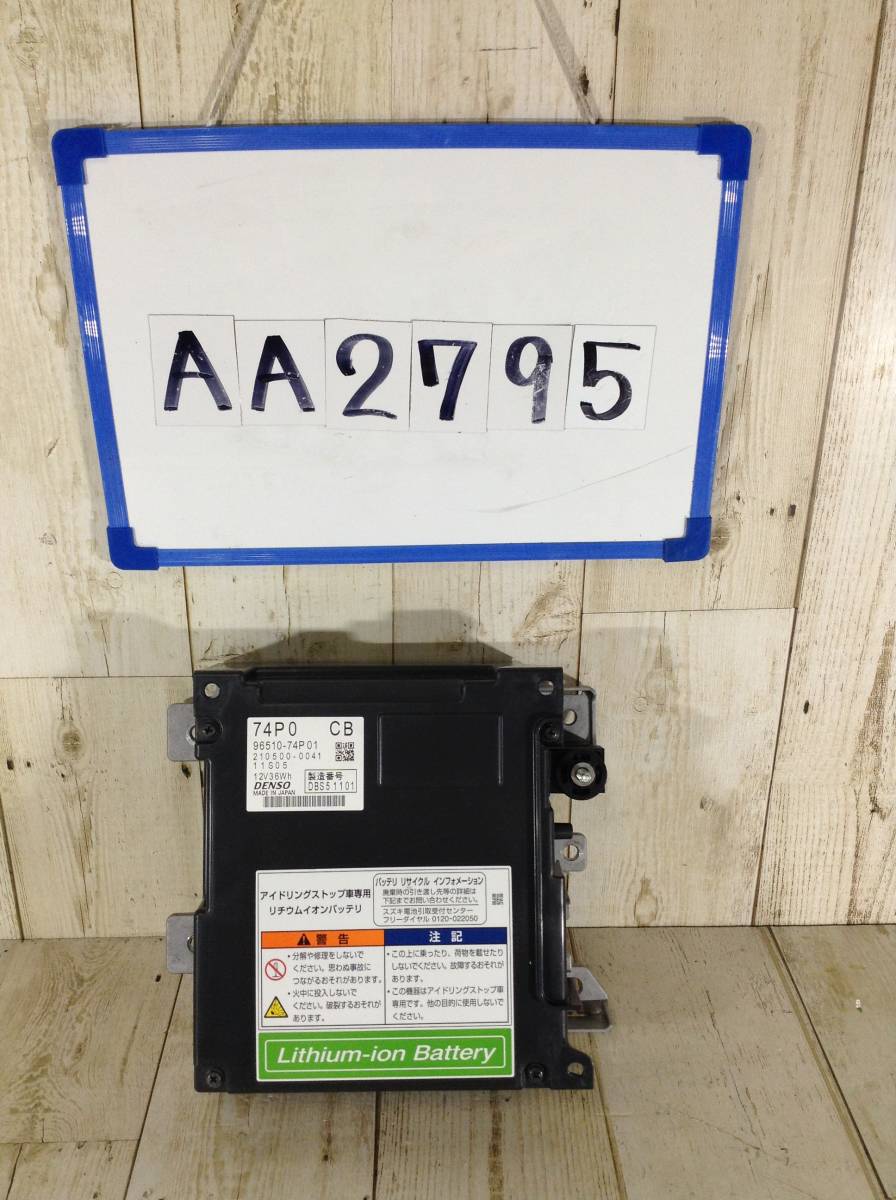 AA2795
74P0 CB
96510-74P01
210500-0041
11S05
12V36Wh
DENSO
MADE IN JAPAN
製造番号
DBS51101
アイドリングストップ車専用
リチウムイオンバッテリ
バッテリ リサイクル インフォメーション
廃棄時の引き渡し先等の詳細は
下記までお問い合わせください。
スズキ電池引取受付センター
フリーダイヤル 0120-022050
警告
・分解や修理をしないで
ください。思わぬ事故に
つながるおそれがあります。
・火中に投入しないで
ください。破裂するおそれが
あります。
注記
・この上に乗ったり、荷物を載せたり
しないでください。故障するおそれが
あります。
・この機器はアイドリングストップ車
専用です。他の目的に使用しないで
ください。
Lithium-ion Battery